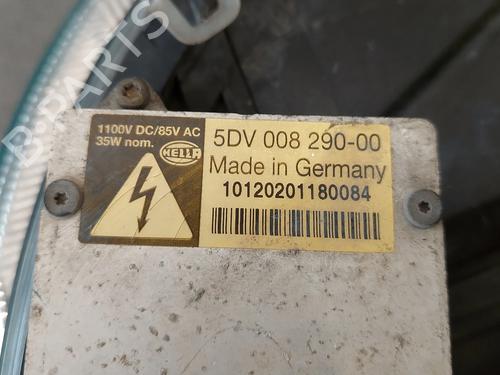 1100V DC/85V AC
35W nom.
HELLA
5DV 008 290-00
Made in Germany
10120201180084
B-PARTS